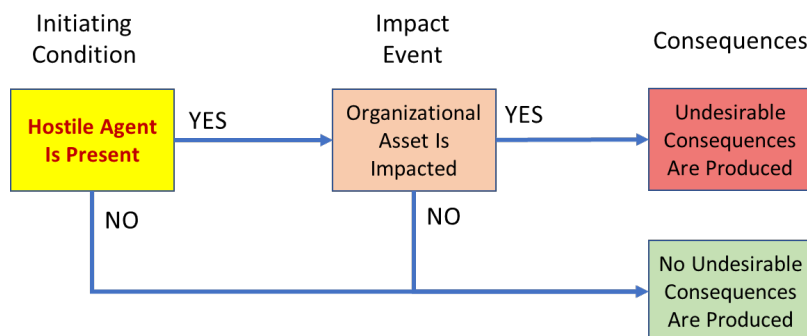 Initiating
Condition
Impact
Event
Consequences
Hostile Agent
Is Present
YES
Organizational
Asset Is
Impacted
YES
Undesirable
Consequences
Are Produced
NO
NO
No Undesirable
Consequences
Are Produced